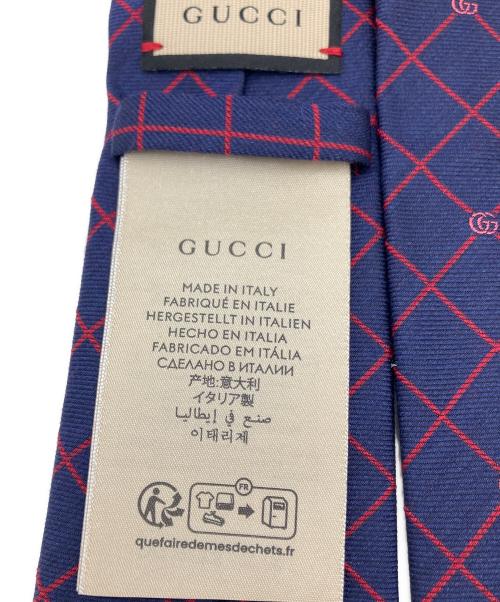 GUCCI
GUCCI
MADE IN ITALY
FABRIQUÉ EN ITALIE
HERGESTELLT IN ITALIEN
HECHO EN ITALIA
FABRICADO EM ITÁLIA
СДЕЛАНО В ИТАЛИИ
产地:意大利
イタリア製
صنع في إيطاليا
이태리제
FR
quefairedemesdechets.fr